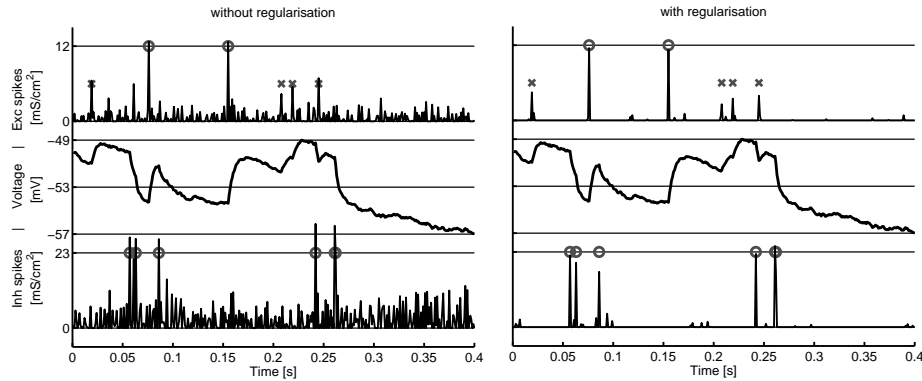 without regularisation
with regularisation
Exc spikes
[mS/cm²]
12
0
| Voltage |
[mV]
−49
−53
−57
Inh spikes
[mS/cm²]
23
0
0 0.05 0.1 0.15 0.2 0.25 0.3 0.35 0.4
Time [s]
0 0.05 0.1 0.15 0.2 0.25 0.3 0.35 0.4
Time [s]